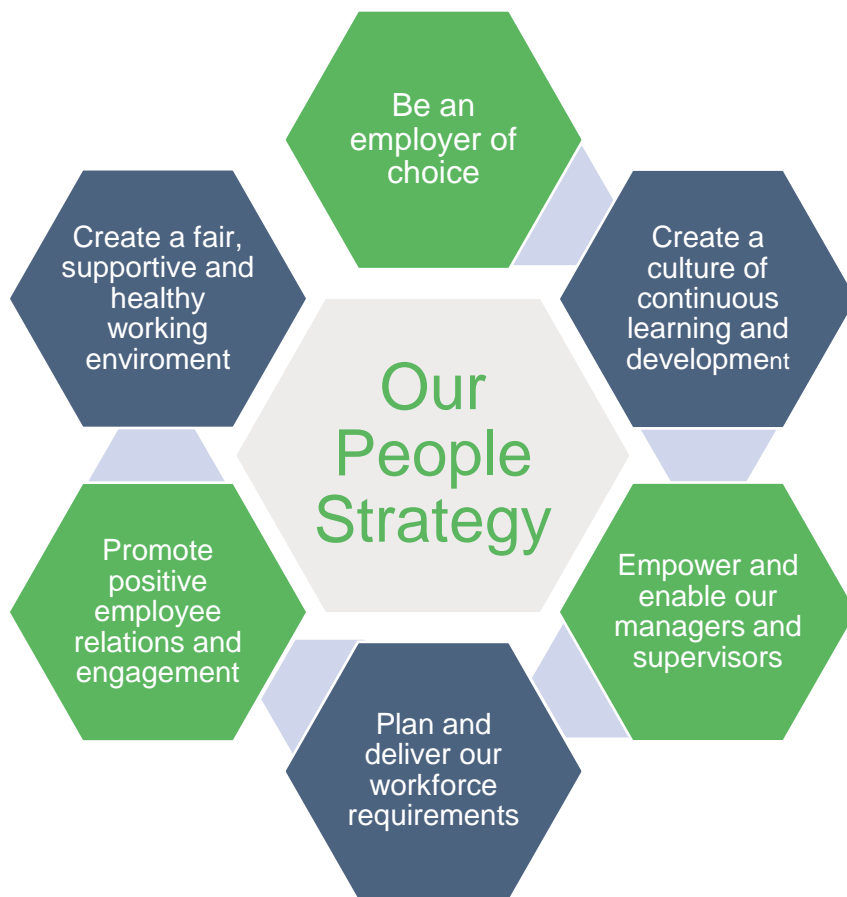 Be an
employer of
choice
Create a
culture of
continuous
learning and
development
Empower and
enable our
managers and
supervisors
Plan and
deliver our
workforce
requirements
Promote
positive
employee
relations and
engagement
Create a fair,
supportive and
healthy
working
enviroment
Our
People
Strategy